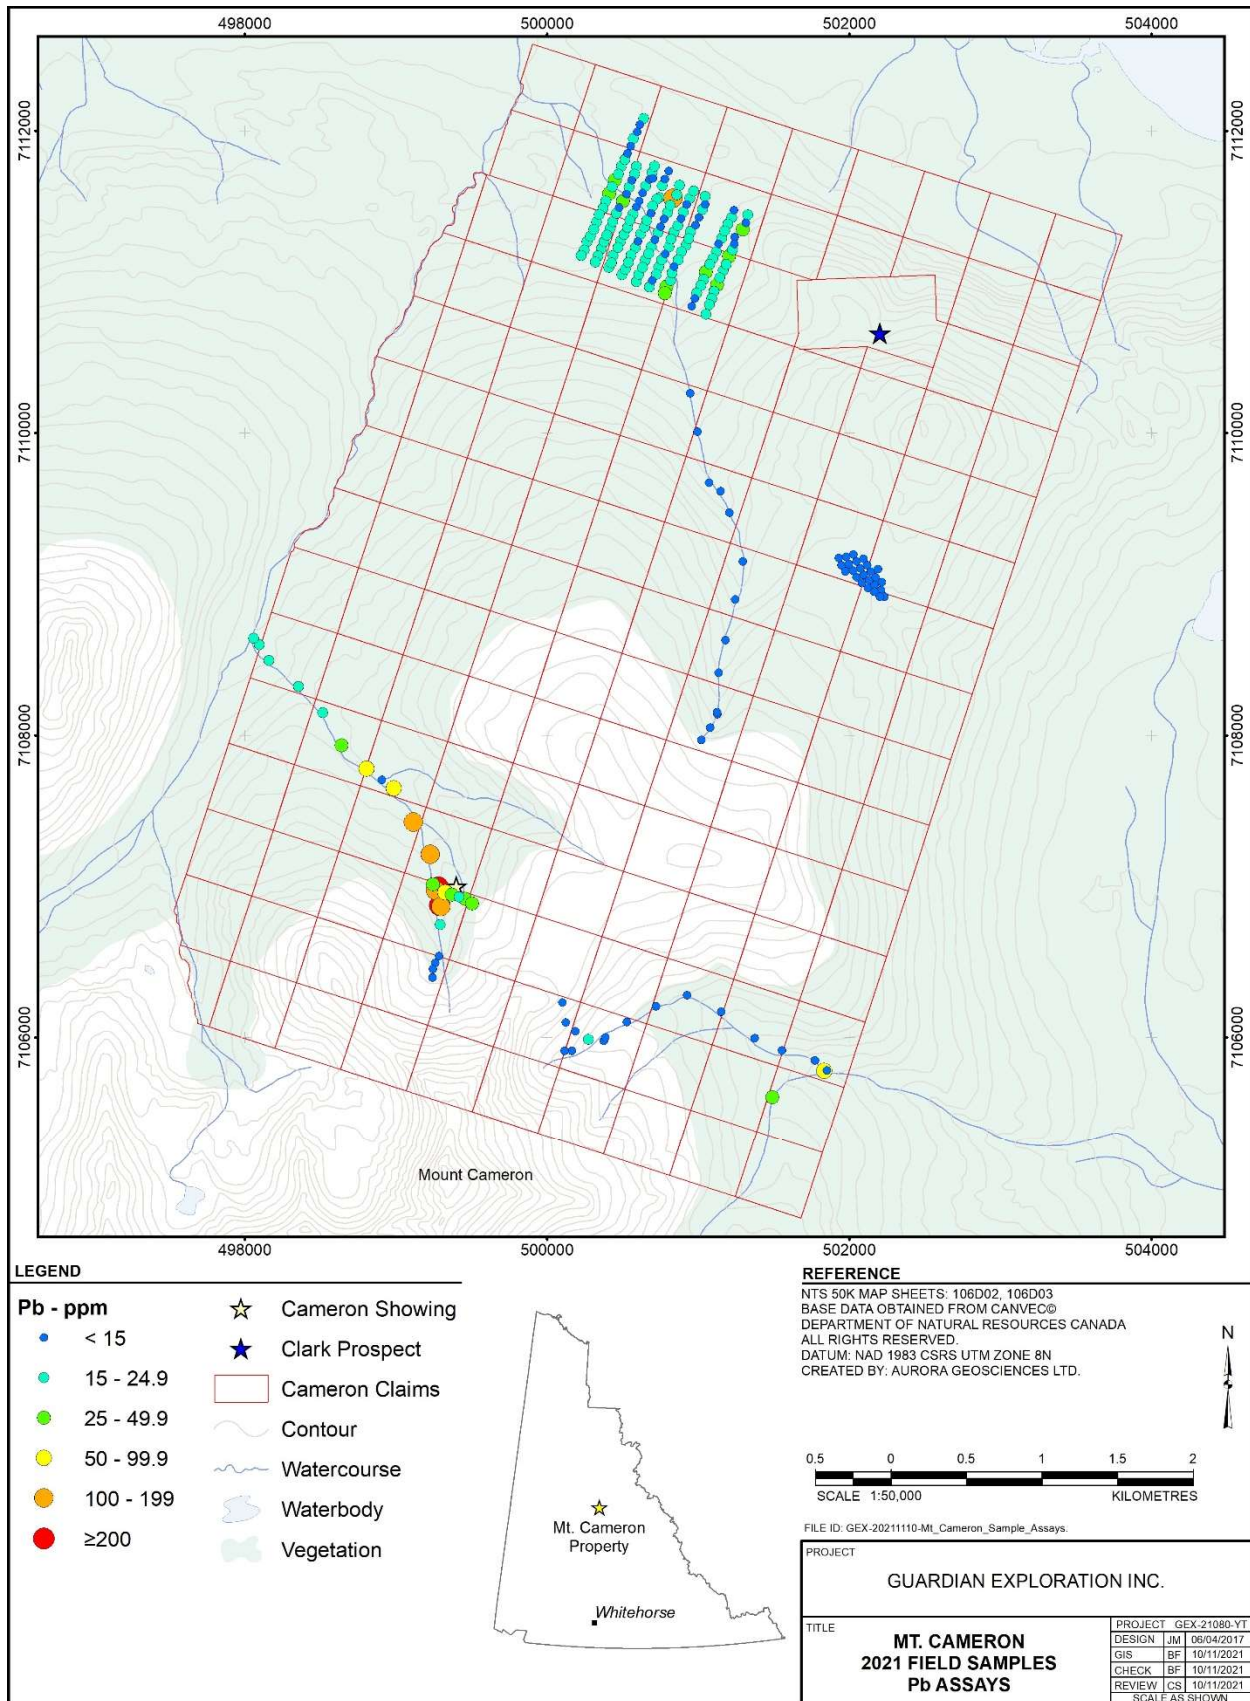 498000 500000 502000 504000
7112000 7112000
7110000 7110000
7108000 7108000
7106000 7106000
Mount Cameron
498000 500000 502000 504000
LEGEND
Pb - ppm
< 15
15 - 24.9
25 - 49.9
50 - 99.9
100 - 199
≥200
Cameron Showing
Clark Prospect
Cameron Claims
Contour
Watercourse
Waterbody
Vegetation
Mt. Cameron
Property
Whitehorse
REFERENCE
NTS 50K MAP SHEETS: 106D02, 106D03
BASE DATA OBTAINED FROM CANVEC©
DEPARTMENT OF NATURAL RESOURCES CANADA
ALL RIGHTS RESERVED.
DATUM: NAD 1983 CSRS UTM ZONE 8N
CREATED BY: AURORA GEOSCIENCES LTD.
N
0.5 0 0.5 1 1.5 2
SCALE 1:50,000 KILOMETRES
FILE ID: GEX-20211110-Mt_Cameron_Sample_Assays.
PROJECT
GUARDIAN EXPLORATION INC.
TITLE
MT. CAMERON
2021 FIELD SAMPLES
Pb ASSAYS
PROJECT GEX-21080-YT
DESIGN JM 06/04/2017
GIS BF 10/11/2021
CHECK BF 10/11/2021
REVIEW CS 10/11/2021
SCALE AS SHOWN